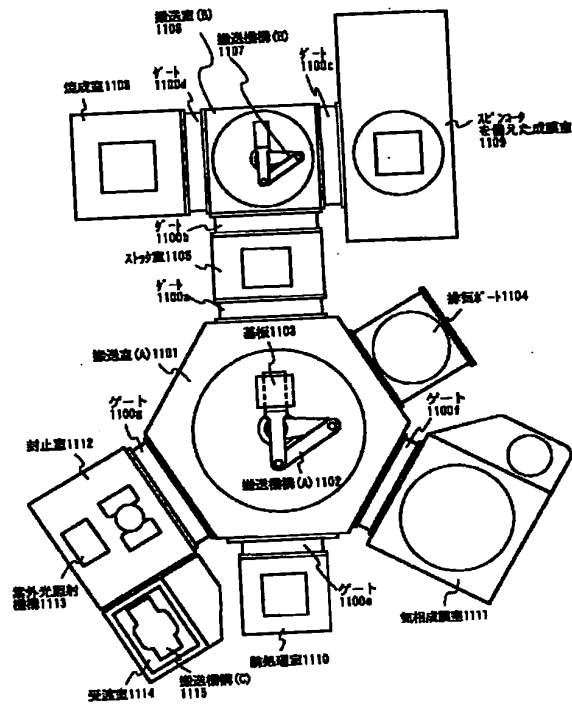 搬送室(B)
1106
搬送機構(B)
1107
ゲート
1100d
ゲート
1100c
焼成室1108
スピンコータ
を備えた成膜室
1109
ゲート
1100b
ストック室1105
ゲート
1100a
排気ポート1104
基板1103
搬送室(A)1101
ゲート
1100g
ゲート
1100f
封止室1112
搬送機構(A)1102
紫外光照射
機構1113
ゲート
1100e
気相成膜室1111
前処理室1110
受渡室1114
搬送機構(C)
1115